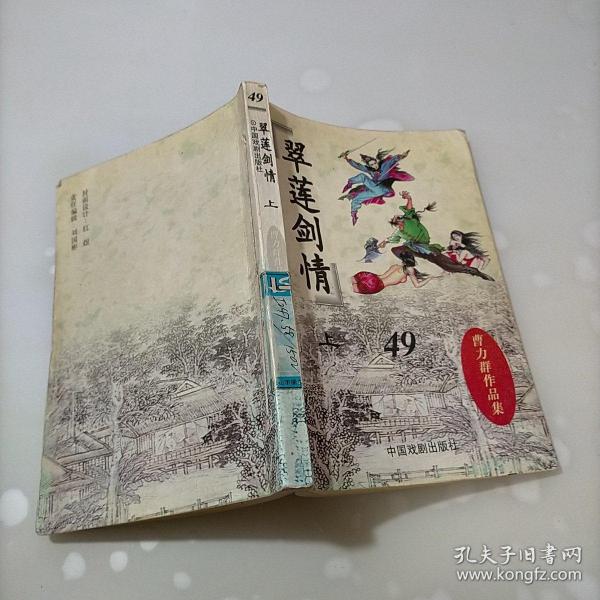 翠莲剑情
上
49
曹力群作品集
中国戏剧出版社
49
翠莲剑情
上
中国戏剧出版社
封面设计：红煜
责任编辑：刘国彬
孔夫子旧书网
www.kongfz.com